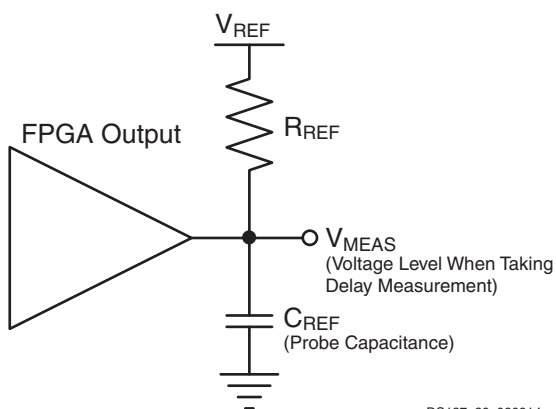 VREF
FPGA Output
RREF
VMEAS
(Voltage Level When Taking
Delay Measurement)
CREF
(Probe Capacitance)